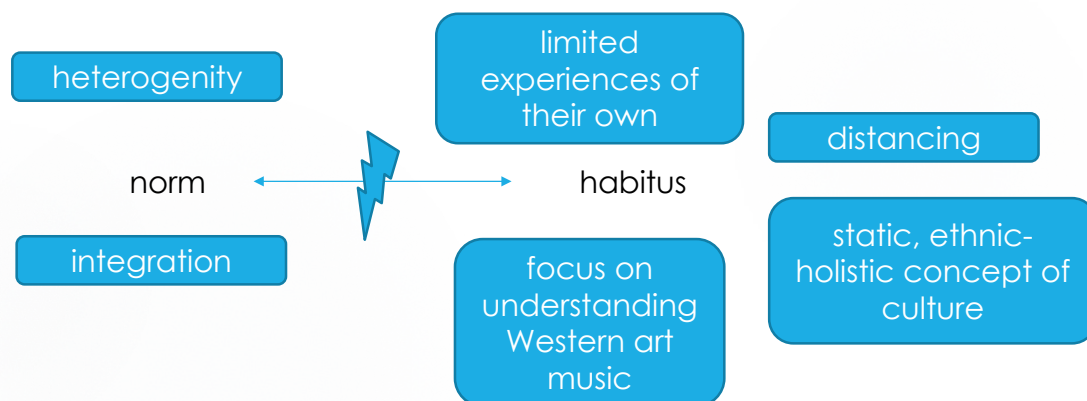 heterogenity
norm
integration
limited
experiences of
their own
habitus
focus on
understanding
Western art
music
distancing
static, ethnic-
holistic concept of
culture